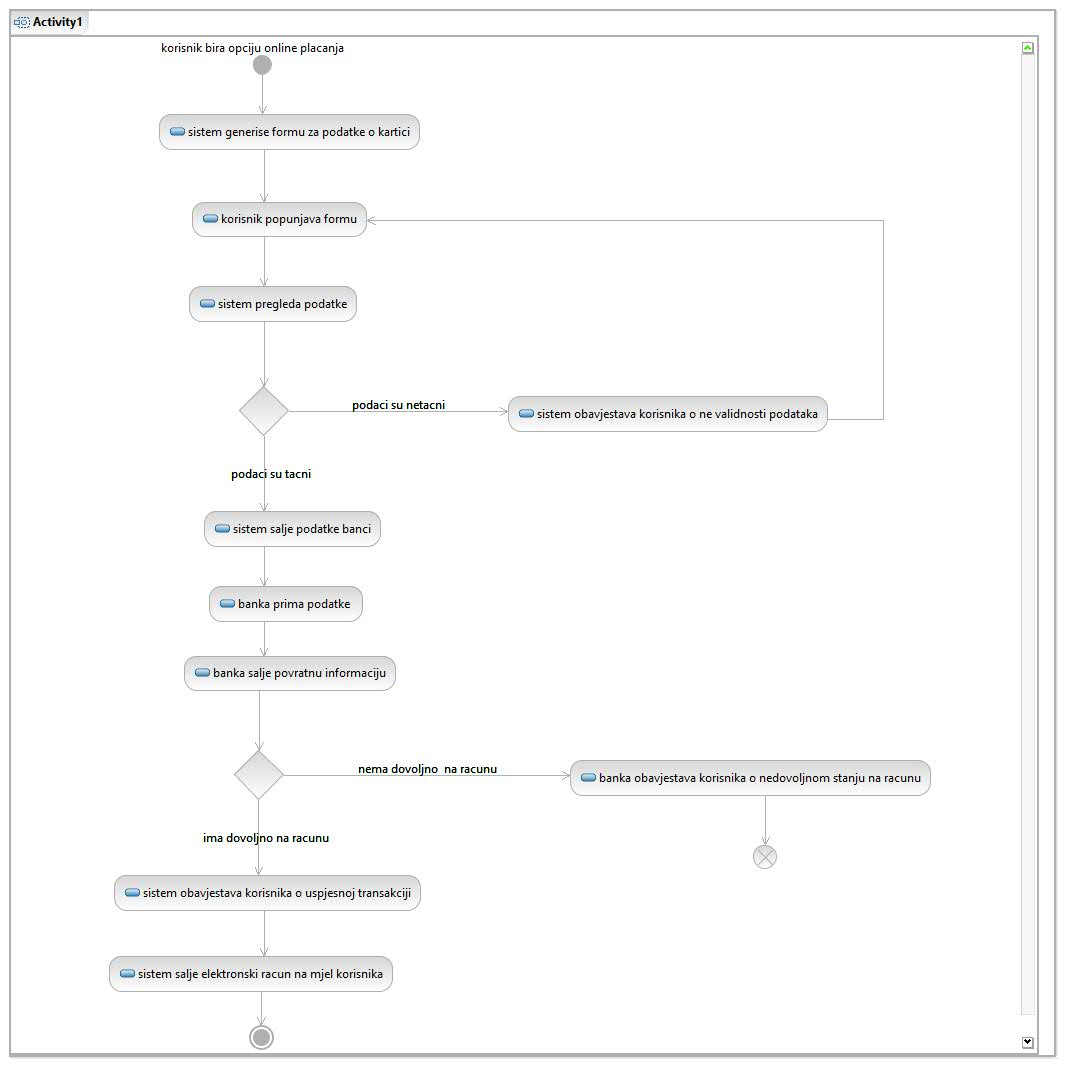 Activity1
korisnik bira opciju online placanja
sistem generise formu za podatke o kartici
korisnik popunjava formu
sistem pregleda podatke
podaci su netacni
sistem obavjestava korisnika o ne validnosti podataka
podaci su tacni
sistem salje podatke banci
banka prima podatke
banka salje povratnu informaciju
nema dovoljno  na racunu
banka obavjestava korisnika o nedovoljnom stanju na racunu
ima dovoljno na racunu
sistem obavjestava korisnika o uspjesnoj transakciji
sistem salje elektronski racun na mjel korisnika